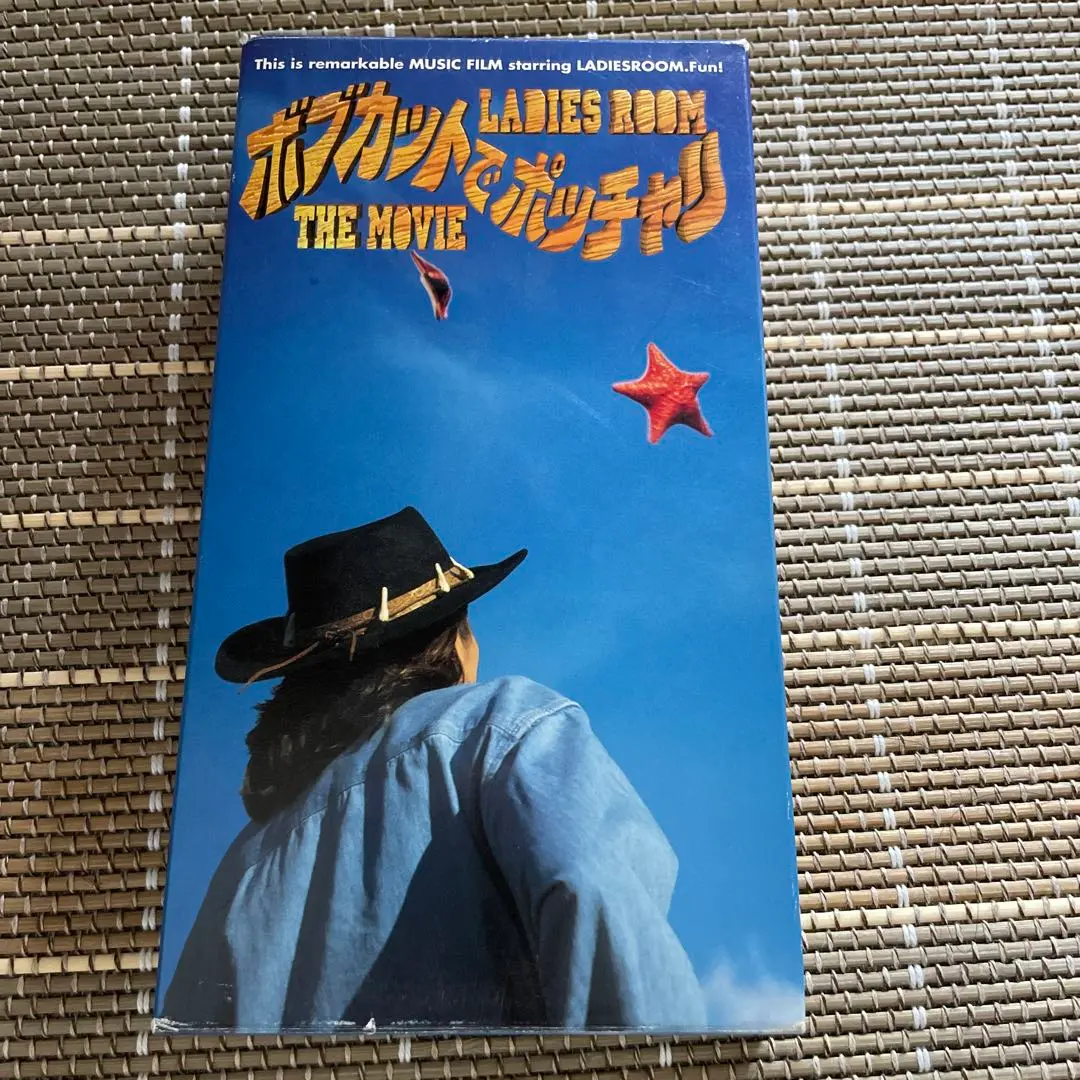 This is remarkable MUSIC FILM starring LADIESROOM.Fun!
LADIES ROOM
ボブカットでポッチャリ
THE MOVIE